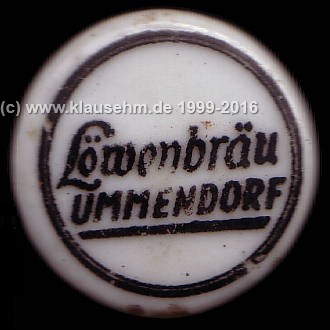 (c) www.klausehm.de 1999-2016
Löwenbräu
UMMENDORF